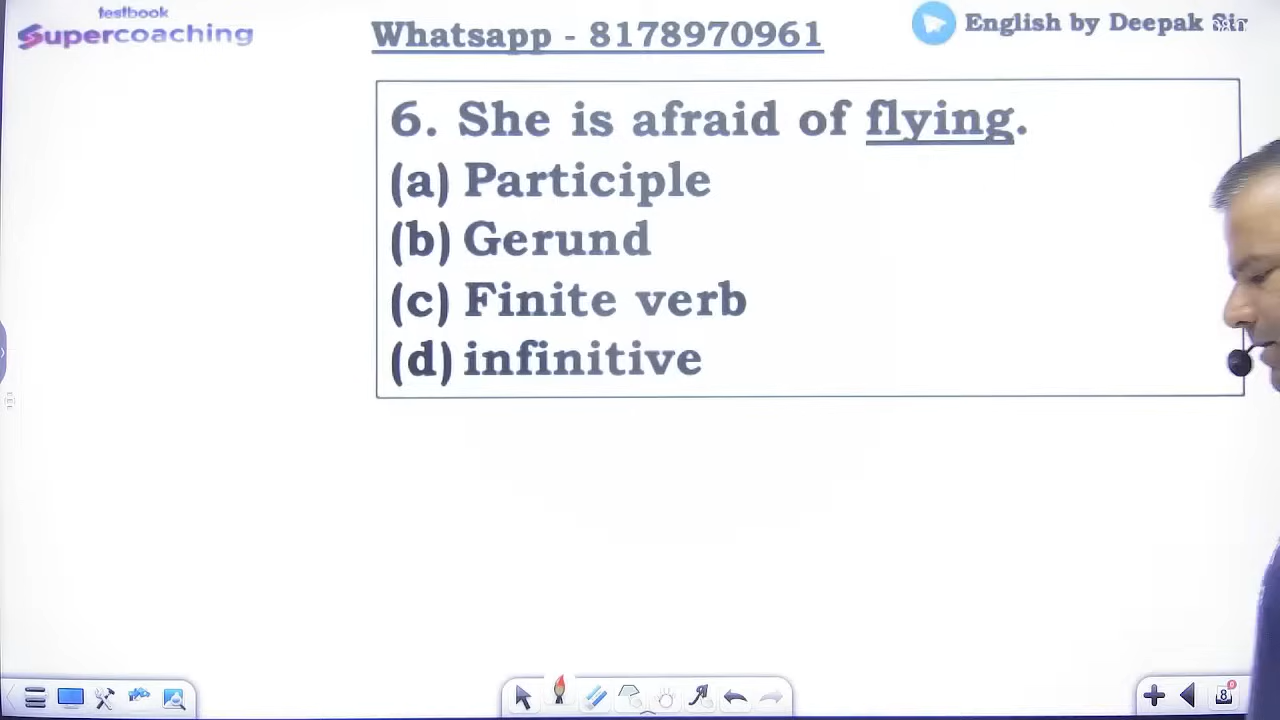 testbook
Supercoaching
Whatsapp - 8178970961
English by Deepak Sir
6. She is afraid of flying.
(a) Participle
(b) Gerund
(c) Finite verb
(d) infinitive
8